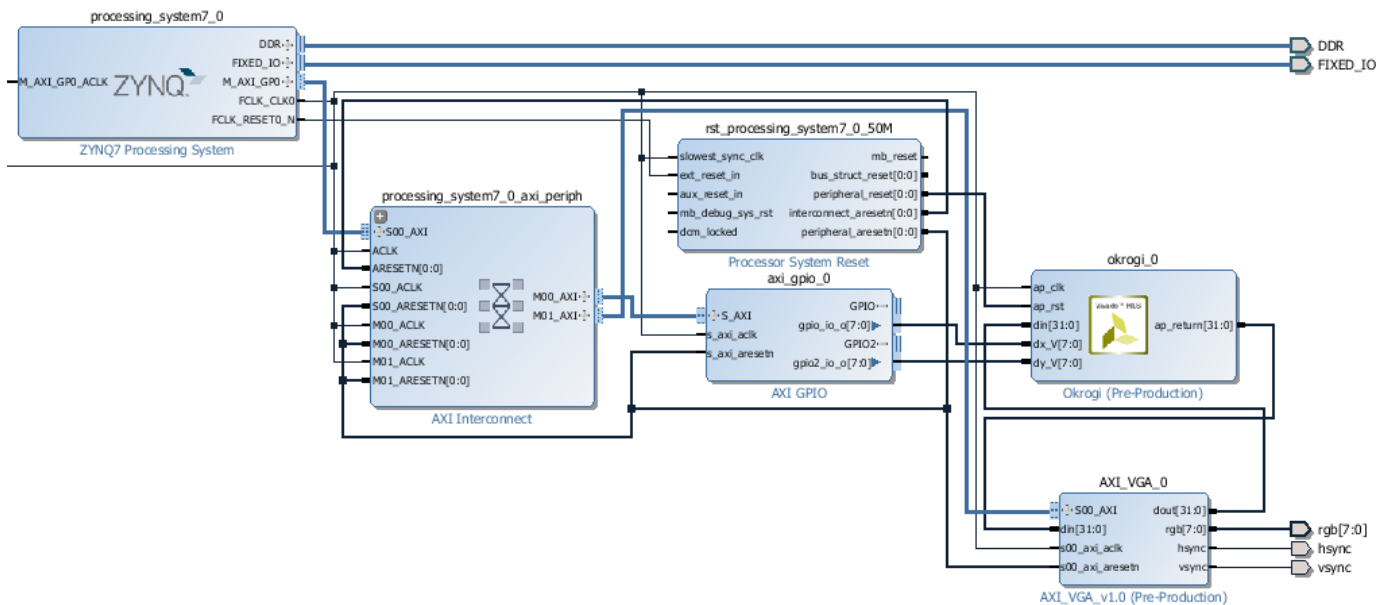 processing_system7_0
DDR
FIXED_IO
M_AXI_GP0_ACLK
ZYNQ
M_AXI_GP0
FCLK_CLK0
FCLK_RESET0_N
ZYNQ7 Processing System
DDR
FIXED_IO
rst_processing_system7_0_50M
slowest_sync_clk
mb_reset
ext_reset_in
bus_struct_reset[0:0]
aux_reset_in
peripheral_reset[0:0]
mb_debug_sys_rst
interconnect_aresetn[0:0]
dcm_locked
peripheral_aresetn[0:0]
Processor System Reset
processing_system7_0_axi_periph
S00_AXI
ACLK
ARESETN[0:0]
S00_ACLK
S00_ARESETN[0:0]
M00_AXI
M01_AXI
M00_ACLK
M00_ARESETN[0:0]
M01_ACLK
M01_ARESETN[0:0]
AXI Interconnect
axi_gpio_0
GPIO
S_AXI
gpio_io_o[7:0]
s_axi_aclk
GPIO2
s_axi_aresetn
gpio2_io_o[7:0]
AXI GPIO
okrogi_0
ap_clk
ap_rst
din[31:0]
dx_V[7:0]
dy_V[7:0]
ap_return[31:0]
Okrogi (Pre-Production)
AXI_VGA_0
S00_AXI
dout[31:0]
din[31:0]
rgb[7:0]
s00_axi_aclk
hsync
s00_axi_aresetn
vsync
AXI_VGA_v1.0 (Pre-Production)
rgb[7:0]
hsync
vsync